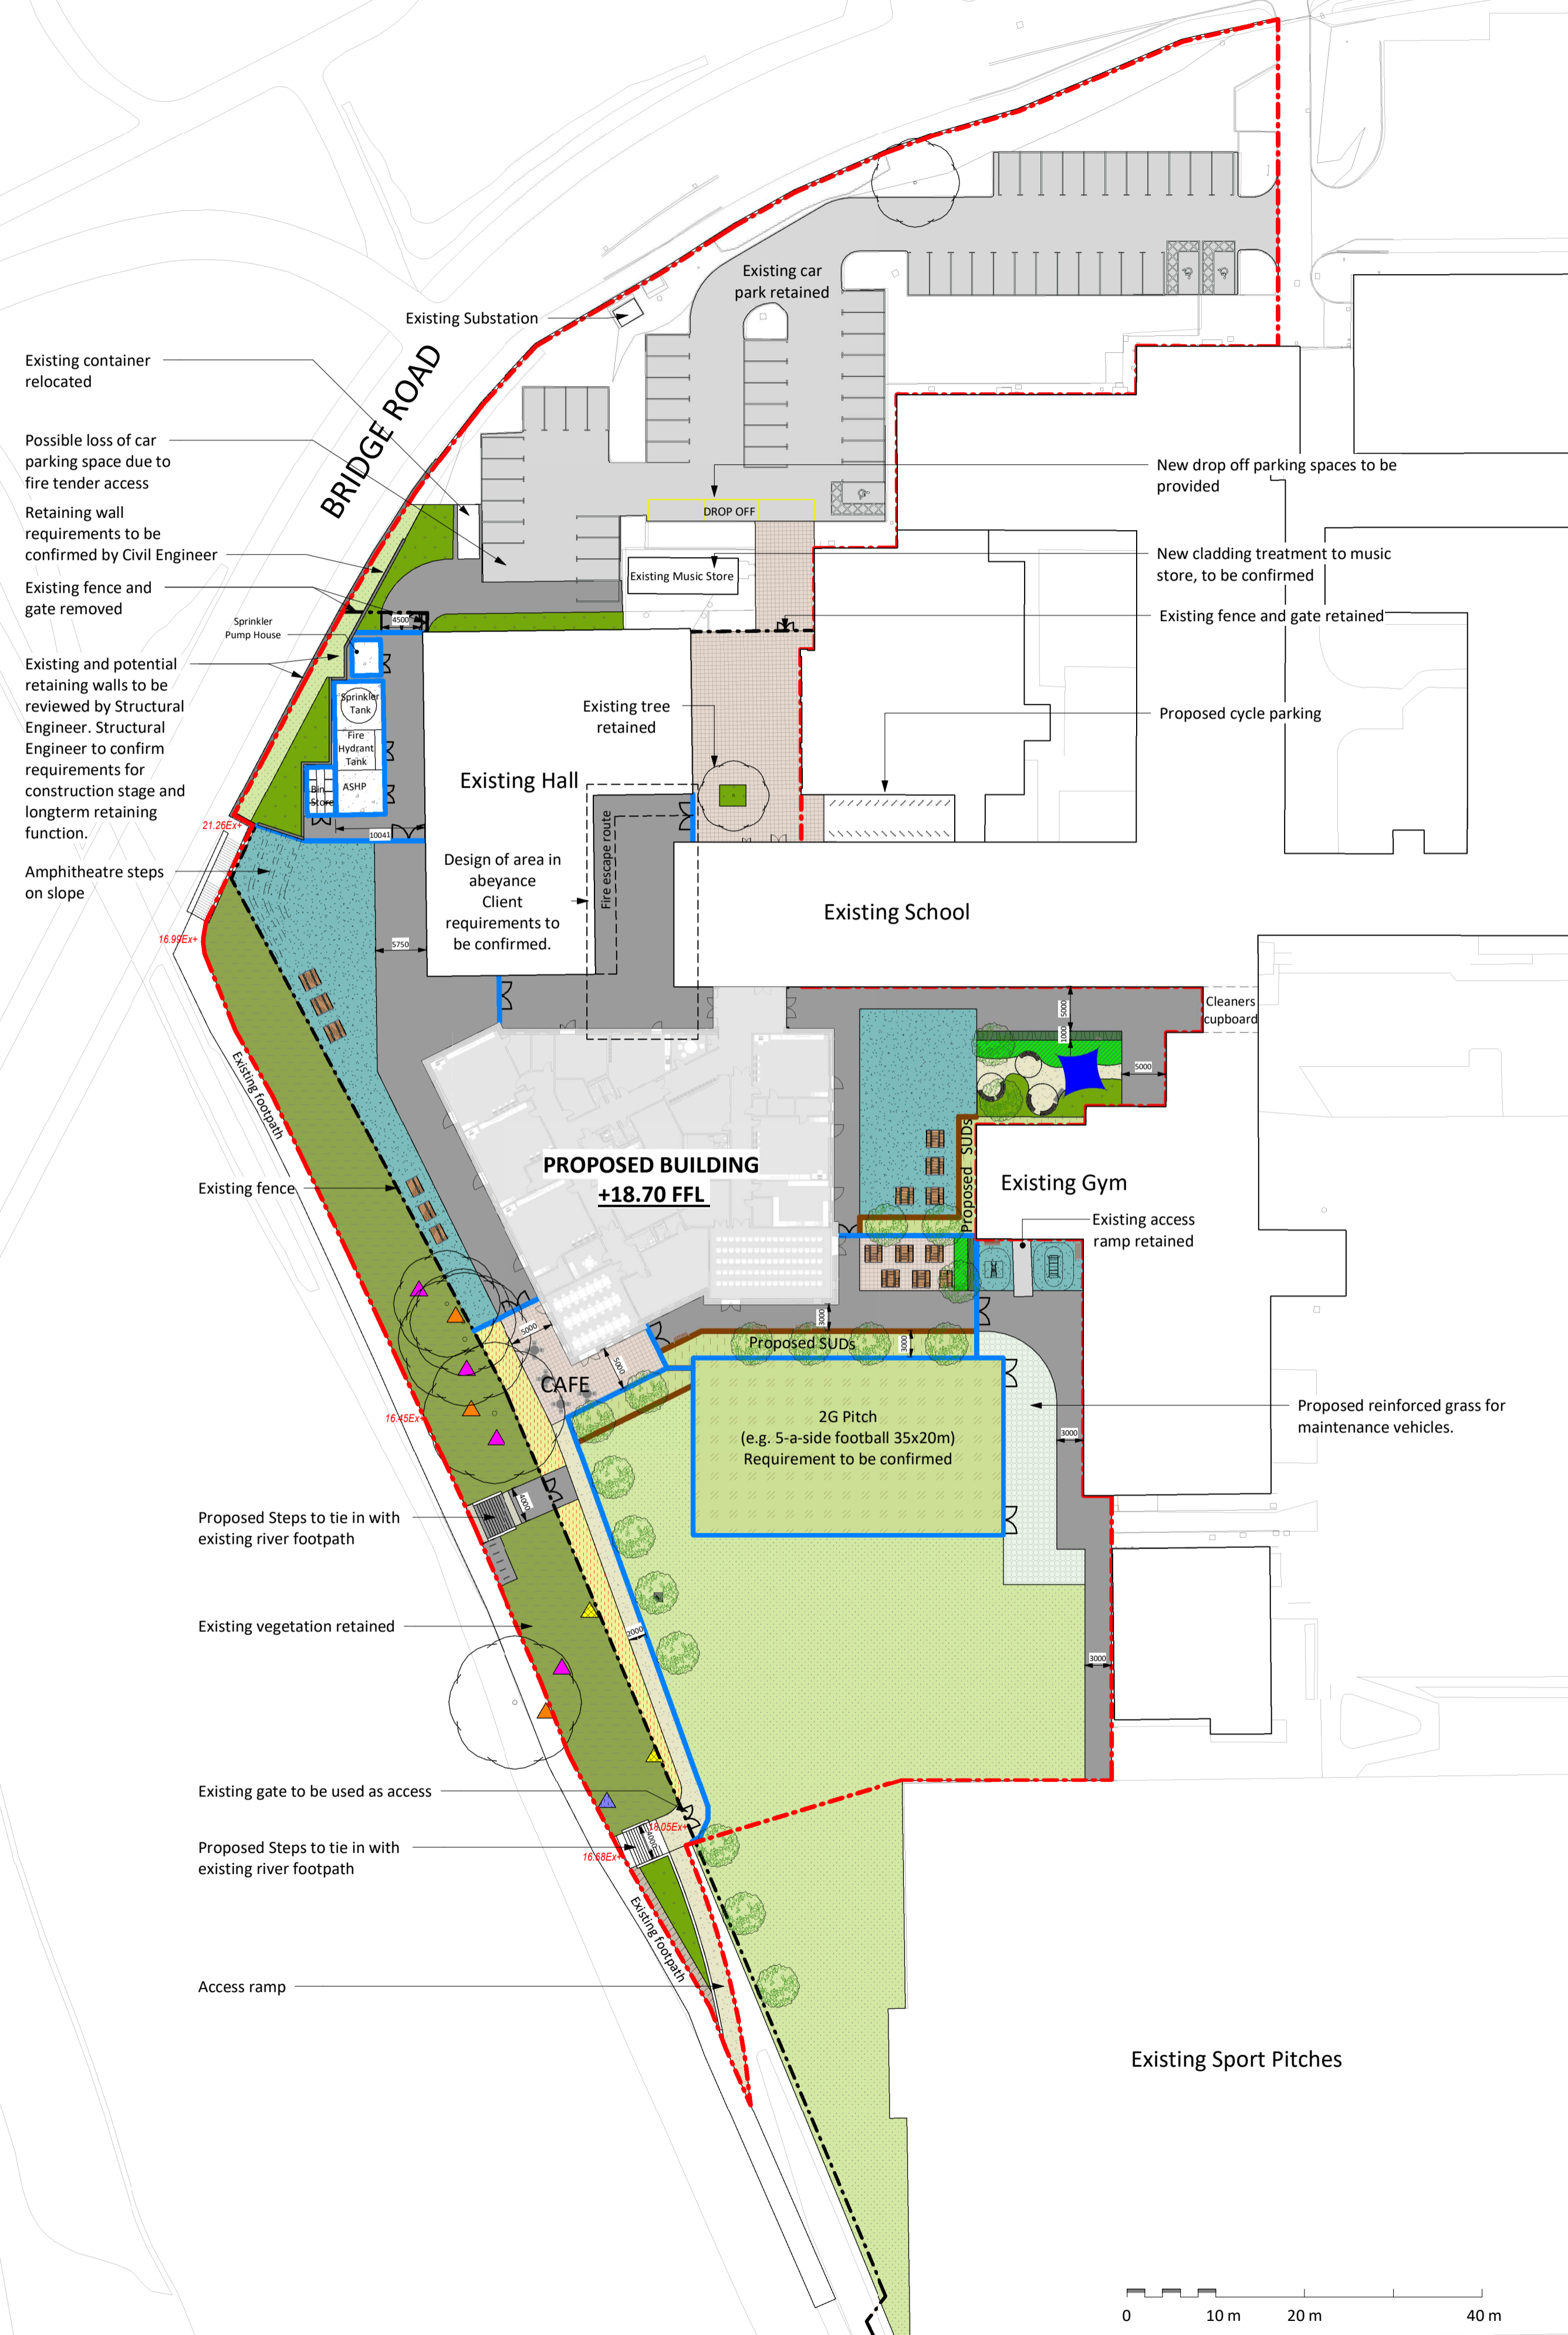 Existing car
park retained
Existing Substation
BRIDGE ROAD
Existing container
relocated
Possible loss of car
parking space due to
fire tender access
Retaining wall
requirements to be
confirmed by Civil Engineer
Existing fence and
gate removed
Sprinkler
Pump House
Existing and potential
retaining walls to be
reviewed by Structural
Engineer. Structural
Engineer to confirm
requirements for
construction stage and
longterm retaining
function.
21.26Ex+
Amphitheatre steps
on slope
16.99Ex+
DROP OFF
New drop off parking spaces to be
provided
Existing Music Store
New cladding treatment to music
store, to be confirmed
Existing fence and gate retained
4500
Sprinkler
Tank
Fire
Hydrant
Tank
ASHP
Bin
Store
10041
Existing tree
retained
Proposed cycle parking
Existing Hall
Fire escape route
Design of area in
abeyance
Client
requirements to
be confirmed.
Existing School
5750
5000
1000
5000
Cleaners
cupboard
Existing footpath
PROPOSED BUILDING
+18.70 FFL
Proposed SUDs
Existing Gym
Existing fence
Existing access
ramp retained
5000
5000
3000
Proposed SUDs
3000
CAFE
16.45Ex+
2G Pitch
(e.g. 5-a-side football 35x20m)
Requirement to be confirmed
Proposed reinforced grass for
maintenance vehicles.
3000
4000
Proposed Steps to tie in with
existing river footpath
Existing vegetation retained
2000
3000
Existing gate to be used as access
18.05Ex+
4000
16.68Ex+
Proposed Steps to tie in with
existing river footpath
Existing footpath
Access ramp
Existing Sport Pitches
0 10 m 20 m 40 m